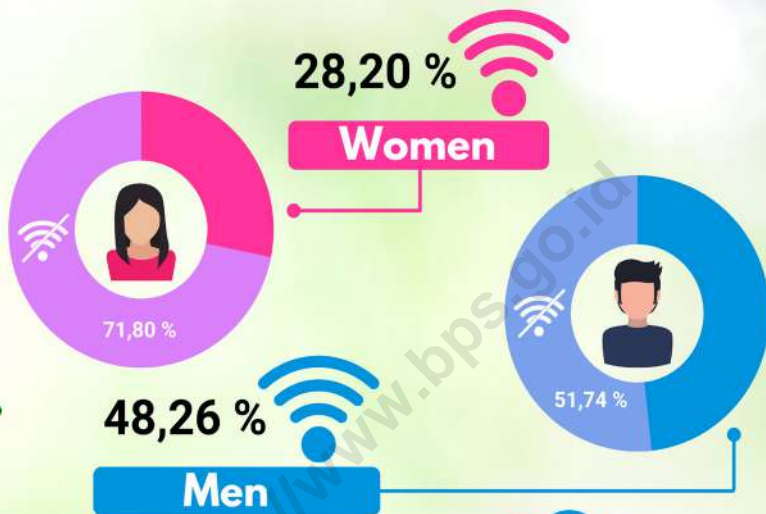 28,20 %
Women
71,80 %
51,74 %
48,26 %
Men
//www.bps.go.id